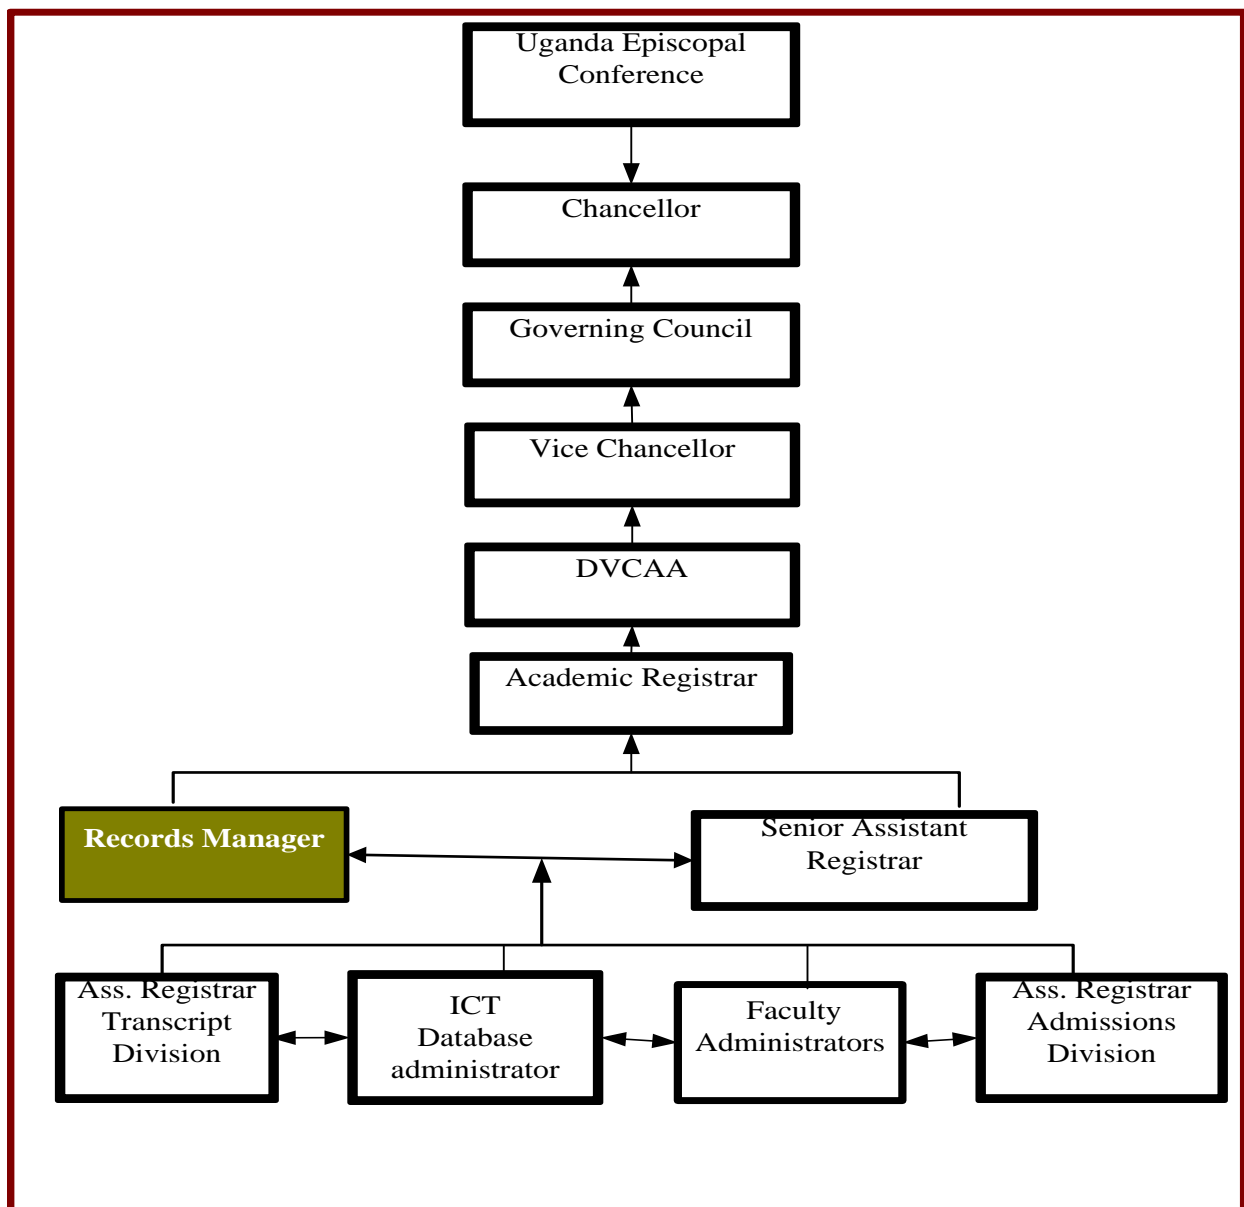 Uganda Episcopal
Conference
Chancellor
Governing Council
Vice Chancellor
DVCAA
Academic Registrar
Records Manager
Senior Assistant
Registrar
Ass. Registrar
Transcript
Division
ICT
Database
administrator
Faculty
Administrators
Ass. Registrar
Admissions
Division